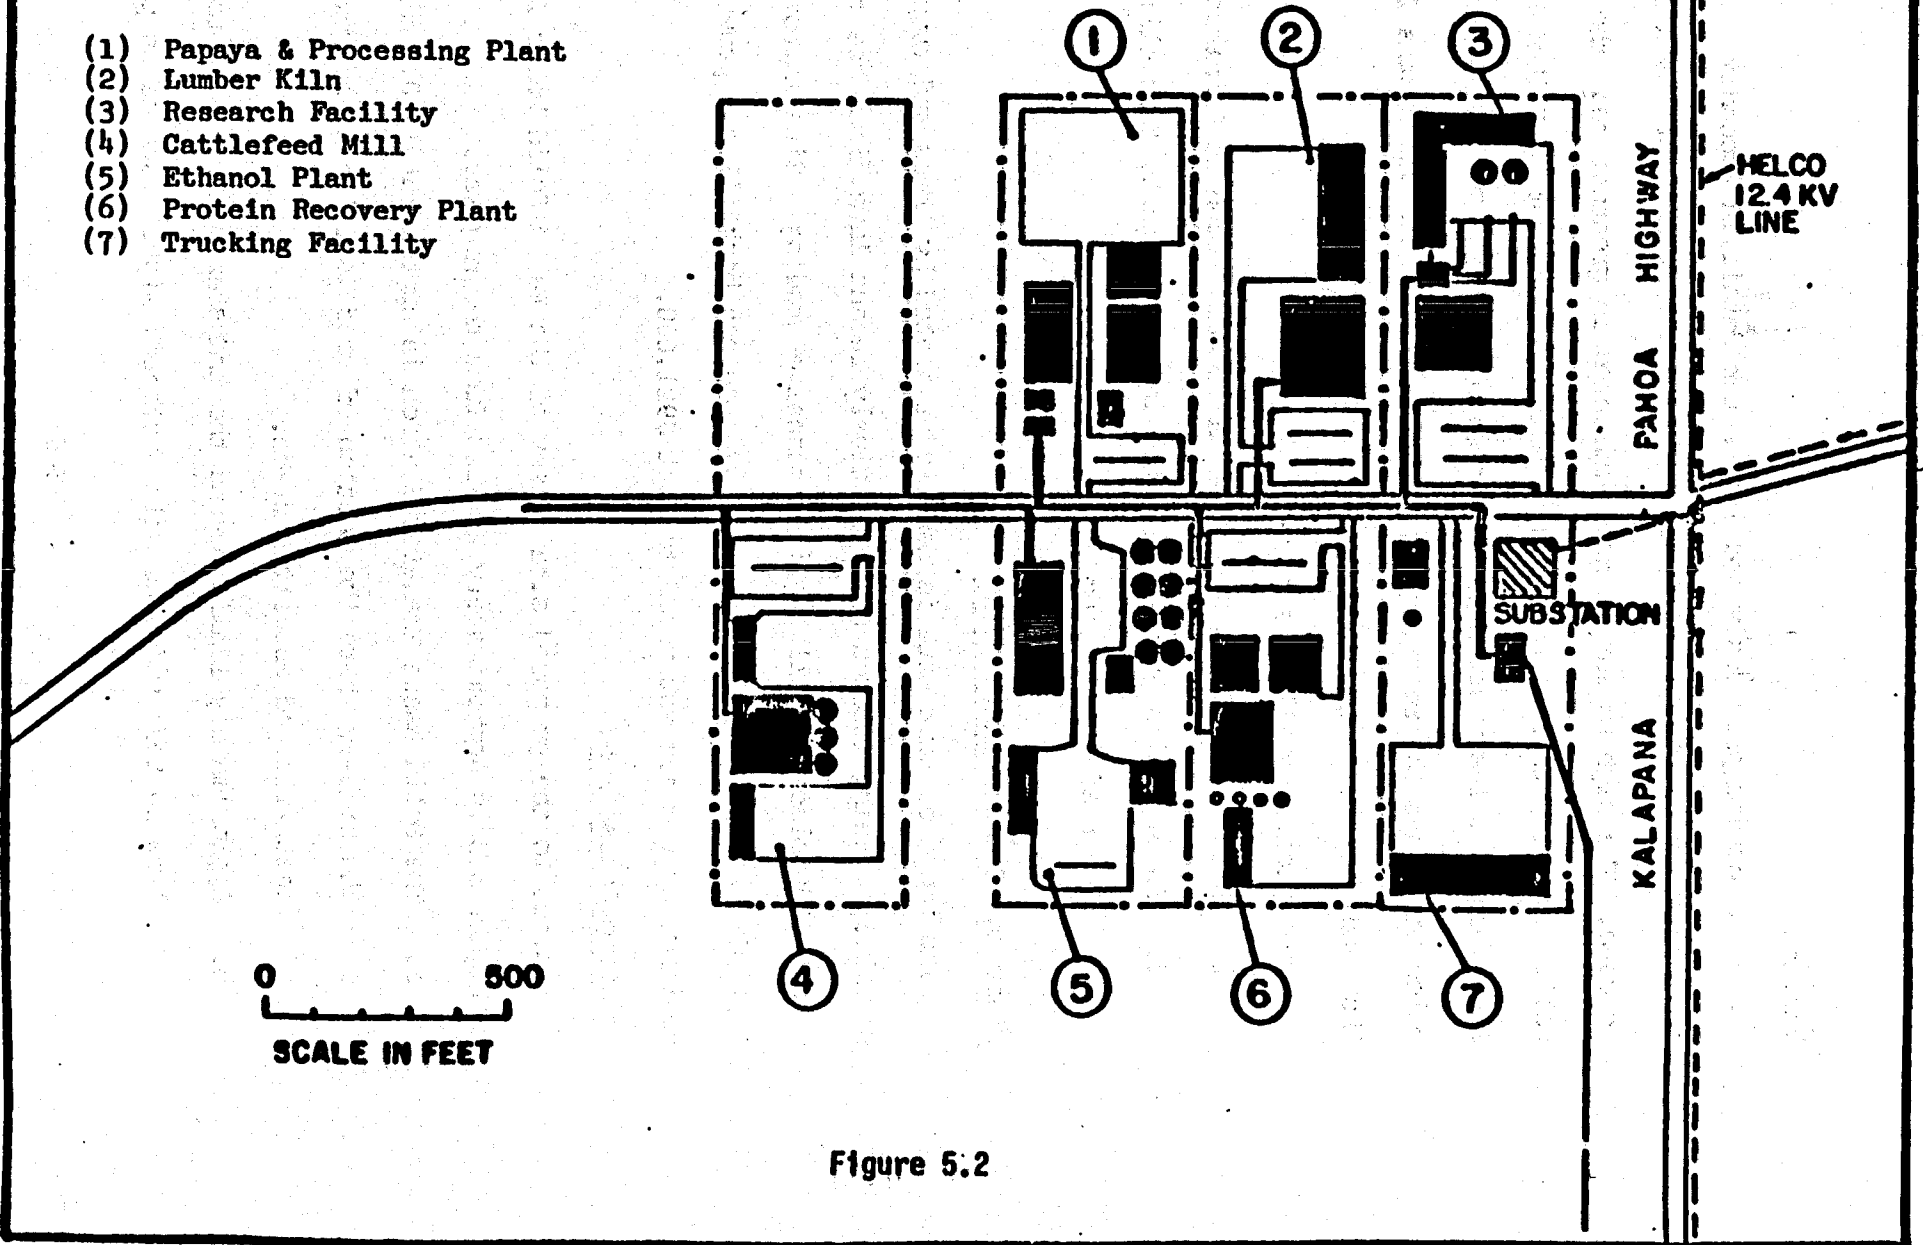 (1) Papaya & Processing Plant
(2) Lumber Kiln
(3) Research Facility
(4) Cattlefeed Mill
(5) Ethanol Plant
(6) Protein Recovery Plant
(7) Trucking Facility
1
2
3
PAHOA HIGHWAY
HELCO
12.4 KV
LINE
SUBSTATION
KALAPANA
4
5
6
7
0 500
SCALE IN FEET
Figure 5.2